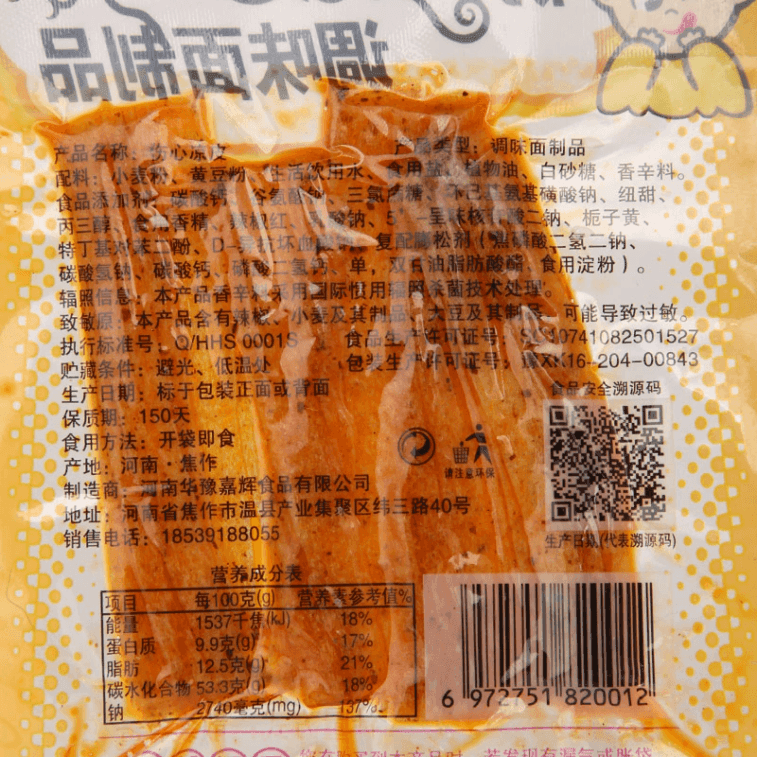 调味面制品
产品名称:
产品类型:调味面制品
配料:小麦粉、黄豆粉、生活饮用水、食用盐、植物油、白砂糖、香辛料。
食品添加剂:碳酸钙、谷氨酸钠、三氯蔗糖、环己基氨基磺酸钠、纽甜、
丙三醇、食用香精、辣椒红、 5'-呈味核苷酸二钠、栀子黄、
特丁基对苯二酚、D-异抗坏血酸钠、复配膨松剂(焦磷酸二氢二钠、
碳酸氢钠、碳酸钙、磷酸二氢钙、单,双甘油脂肪酸酯、食用淀粉)。
辐照信息:本产品香辛料采用国际惯用辐照杀菌技术处理。
致敏原:本产品含有辣椒、小麦及其制品、大豆及其制品、可能导致过敏。
执行标准号:Q/HHS 0001S 食品生产许可证号:SC10741082501527
贮藏条件:避光、低温处 包装生产许可证号:豫XK16-204-00843
生产日期:标于包装正面或背面
食品安全溯源码
保质期:150天
食用方法:开袋即食
产地:河南·焦作
请注意环保
制造商:河南华豫嘉辉食品有限公司
地址:河南省焦作市温县产业集聚区纬三路40号
销售电话:18539188055
生产日期(代表溯源码)
营养成分表
项目 每100克(g) 营养素参考值%
能量 1537千焦(kJ) 18%
蛋白质 9.9克(g) 17%
脂肪 12.5克(g) 21%
碳水化合物 53.3克(g) 18%
钠 2740毫克(mg) 137%
6 972751 820012
您在购买到本产品时,若发现有漏气或胀袋